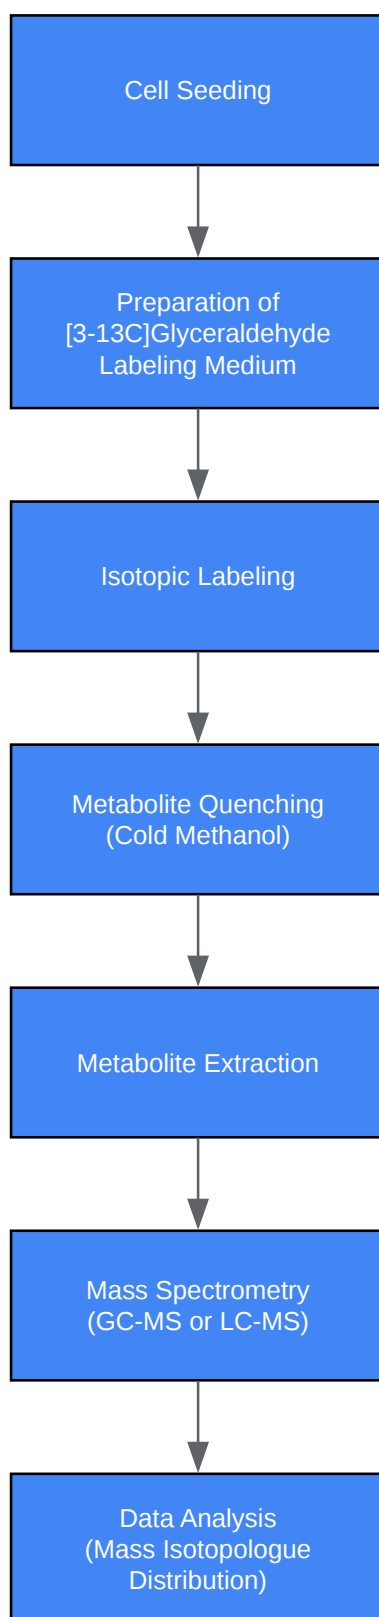 Cell Seeding
Preparation of
[3-13C]Glyceraldehyde
Labeling Medium
Isotopic Labeling
Metabolite Quenching
(Cold Methanol)
Metabolite Extraction
Mass Spectrometry
(GC-MS or LC-MS)
Data Analysis
(Mass Isotopologue
Distribution)